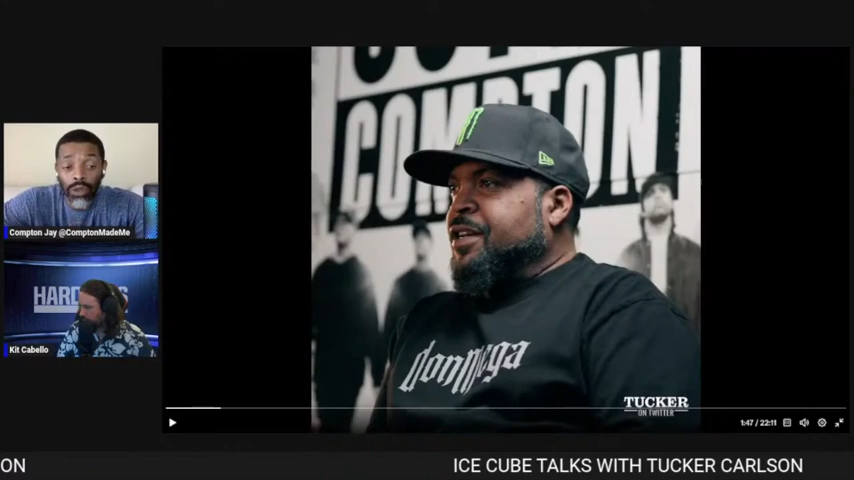 COMPTON
donMega
TUCKER
ON TWITTER
1:47 / 22:11
Compton Jay @ComptonMadeMe
Kit Cabello
ON
ICE CUBE TALKS WITH TUCKER CARLSON